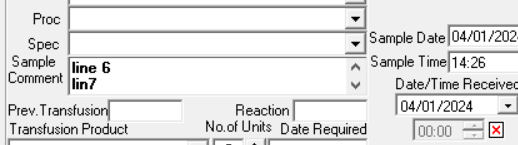 Proc
Spec
Sample Date 04/01/202
Sample Comment line 6
lin7
Sample Time 14:26
Date/Time Received
04/01/2024
00:00
Prev.Transfusion
Reaction
Transfusion Product
No.of Units
Date Required